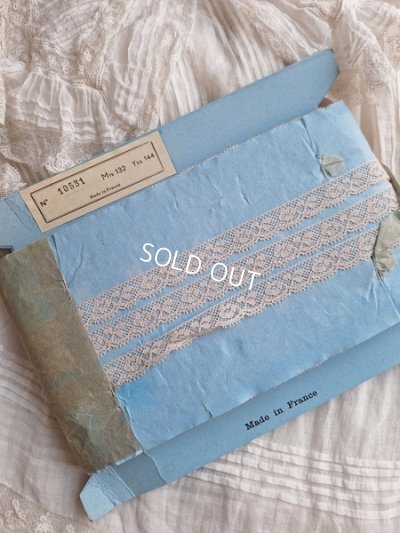 N° 10531 Mts 132 Yds 144
Made in France
SOLD OUT
Made in France